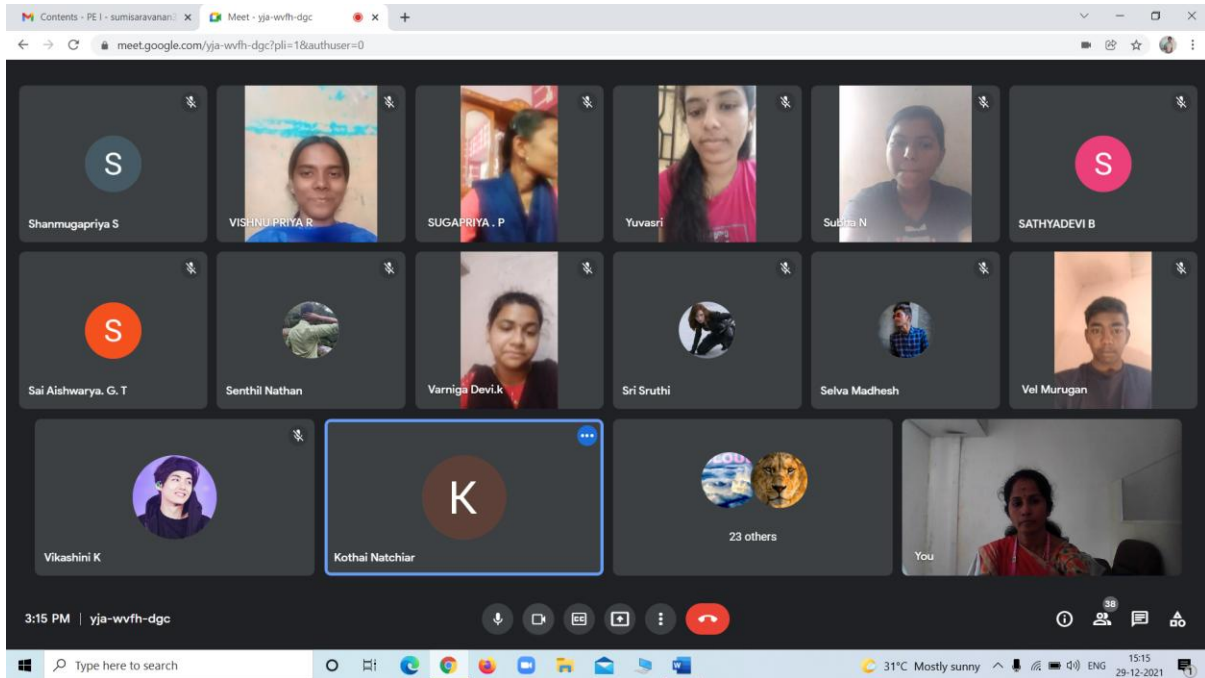 Contents - PE I - sumisaravanan
Meet - yja-wvfh-dgc
meet.google.com/yja-wvfh-dgc?pli=1&authuser=0
S
S
Shanmugapriya S
VISHNU PRIYA R
SUGAPRIYA . P
Yuvasri
Subha N
SATHYADEVI B
S
Sai Aishwarya. G. T
Senthil Nathan
Varniga Devi.k
Sri Sruthi
Selva Madhesh
Vel Murugan
K
23 others
Vikashini K
Kothai Natchiar
You
3:15 PM | yja-wvfh-dgc
CC
38
Type here to search
31°C Mostly sunny
ENG
15:15
29-12-2021
1